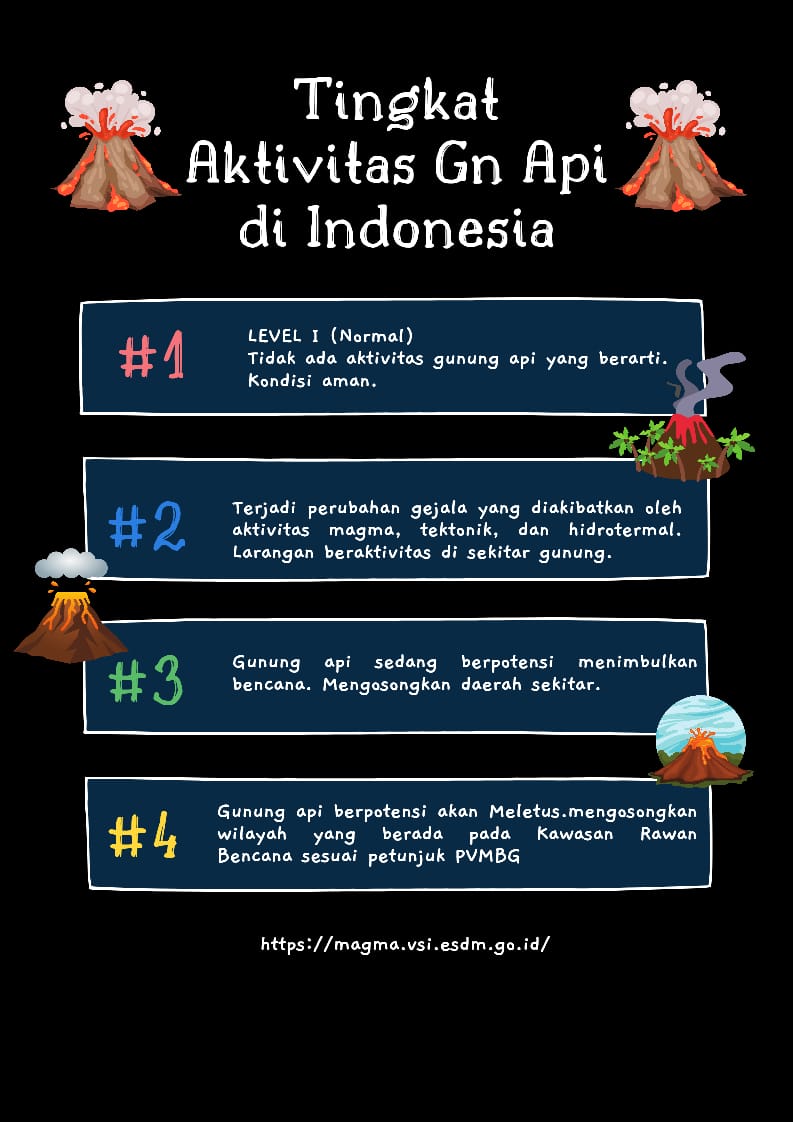 Tingkat
Aktivitas Gn Api
di Indonesia
#1
LEVEL I (Normal)
Tidak ada aktivitas gunung api yang berarti.
Kondisi aman.
#2
Terjadi perubahan gejala yang diakibatkan oleh
aktivitas magma, tektonik, dan hidrotermal.
Larangan beraktivitas di sekitar gunung.
#3
Gunung api sedang berpotensi menimbulkan
bencana. Mengosongkan daerah sekitar.
#4
Gunung api berpotensi akan Meletus.mengosongkan
wilayah yang berada pada Kawasan Rawan
Bencana sesuai petunjuk PVMBG
https://magma.vsi.esdm.go.id/